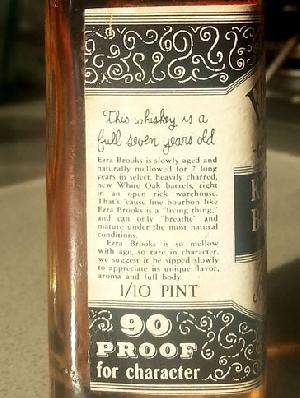 This whiskey is a
full seven years old
Ezra Brooks is slowly aged and
naturally mellowed for 7 long
years in select, heavily charred,
new White Oak barrels, right
in an open rick warehouse.
That's 'cause fine bourbon like
Ezra Brooks is a "living thing,"
and can only "breathe" and
mature under the most natural
conditions.
Ezra Brooks is so mellow
with age, so rare in character,
we suggest it be sipped slowly
to appreciate its unique flavor,
aroma and full body.
1/10 PINT
90
PROOF
for character